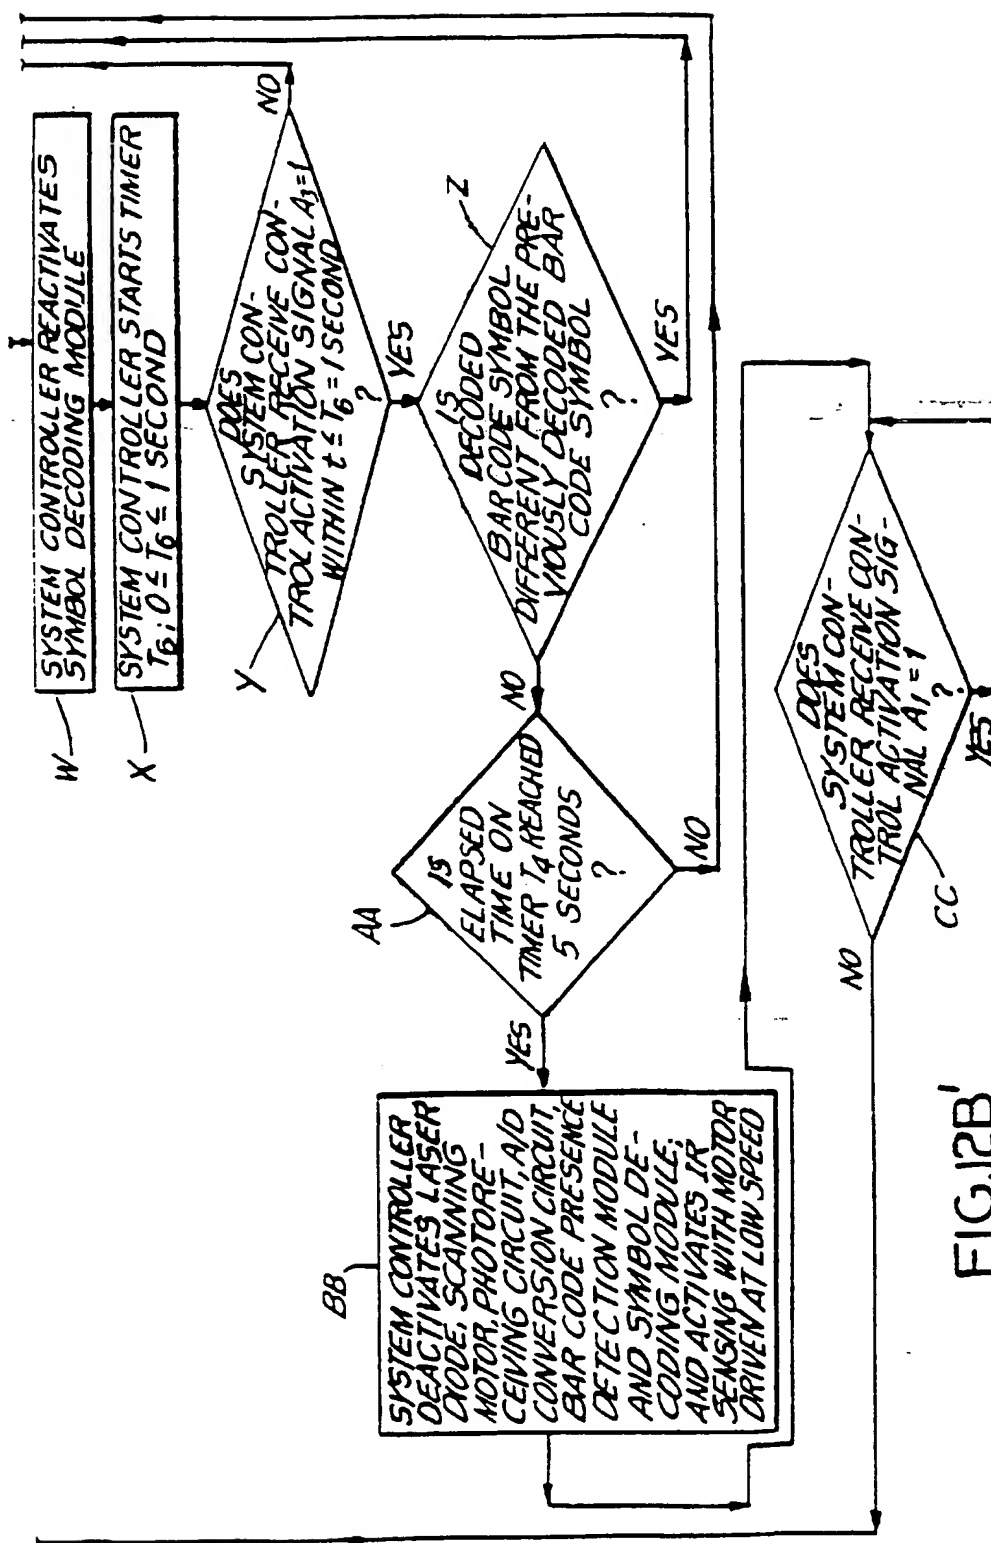 W
SYSTEM CONTROLLER REACTIVATES
SYMBOL DECODING MODULE
X
SYSTEM CONTROLLER STARTS TIMER
T6; 0 ≤ T6 ≤ 1 SECOND
Y
DOES
SYSTEM CON-
TROLLER RECEIVE CON-
TROL ACTIVATION SIGNAL A3=1
WITHIN t ≤ T6 = 1 SECOND
?
NO
YES
Z
IS
DECODED
BAR CODE SYMBOL
DIFFERENT FROM THE PRE-
VIOUSLY DECODED BAR
CODE SYMBOL
?
NO
YES
AA
IS
ELAPSED
TIME ON
TIMER T4 REACHED
5 SECONDS
?
YES
NO
BB
SYSTEM CONTROLLER
DEACTIVATES LASER
DIODE, SCANNING
MOTOR, PHOTORE-
CEIVING CIRCUIT, A/D
CONVERSION CIRCUIT,
BAR CODE PRESENCE
DETECTION MODULE
AND SYMBOL DE-
CODING MODULE;
AND ACTIVATES IR
SENSING WITH MOTOR
DRIVEN AT LOW SPEED
DOES
SYSTEM CON-
TROLLER RECEIVE CON-
TROL ACTIVATION SIG-
NAL A1=1
?
NO
YES
CC
FIG.12B'